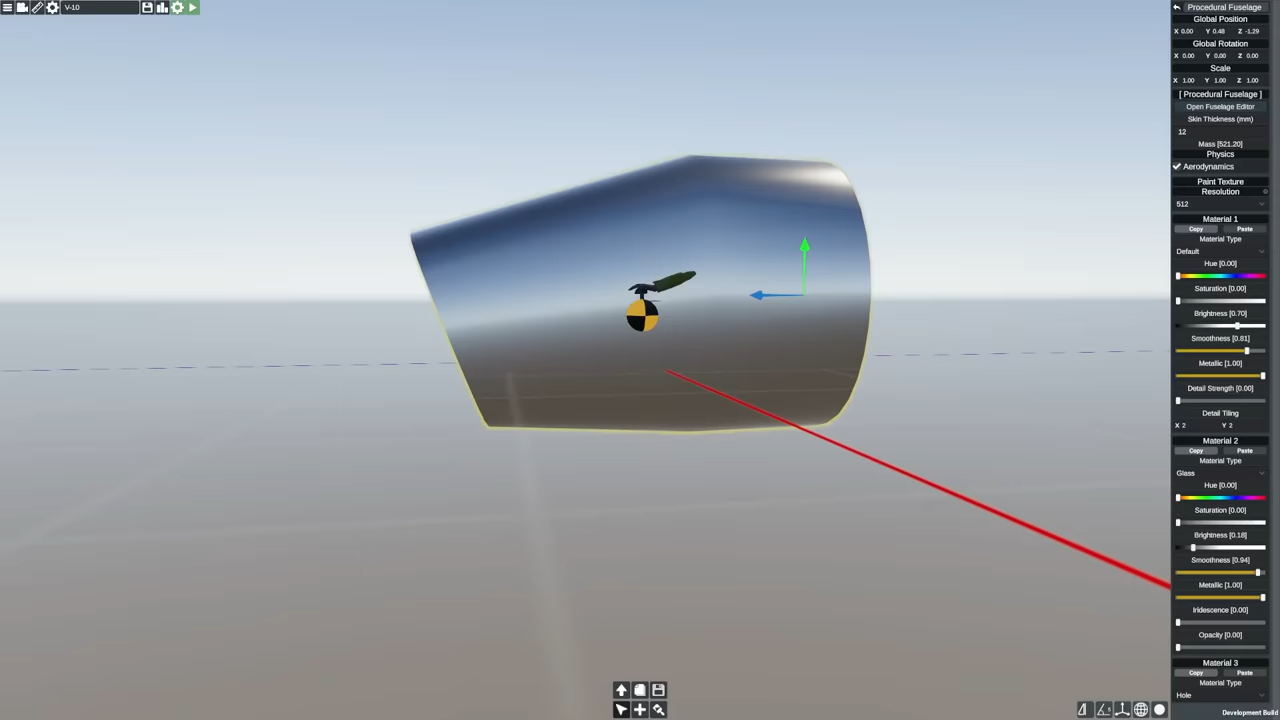 V-10
Procedural Fuselage
Global Position
X 0.00 Y 0.48 Z -1.29
Global Rotation
X 0.00 Y 0.00 Z 0.00
Scale
X 1.00 Y 1.00 Z 1.00
[ Procedural Fuselage ]
Open Fuselage Editor
Skin Thickness (mm)
12
Mass [521.20]
Physics
Aerodynamics
Paint Texture
Resolution
512
Material 1
Copy Paste
Material Type
Default
Hue [0.00]
Saturation [0.00]
Brightness [0.70]
Smoothness [0.81]
Metallic [1.00]
Detail Strength [0.00]
Detail Tiling
X 2 Y 2
Material 2
Copy Paste
Material Type
Glass
Hue [0.00]
Saturation [0.00]
Brightness [0.18]
Smoothness [0.94]
Metallic [1.00]
Iridescence [0.00]
Opacity [0.00]
Material 3
Copy Paste
Material Type
Hole
Development Build